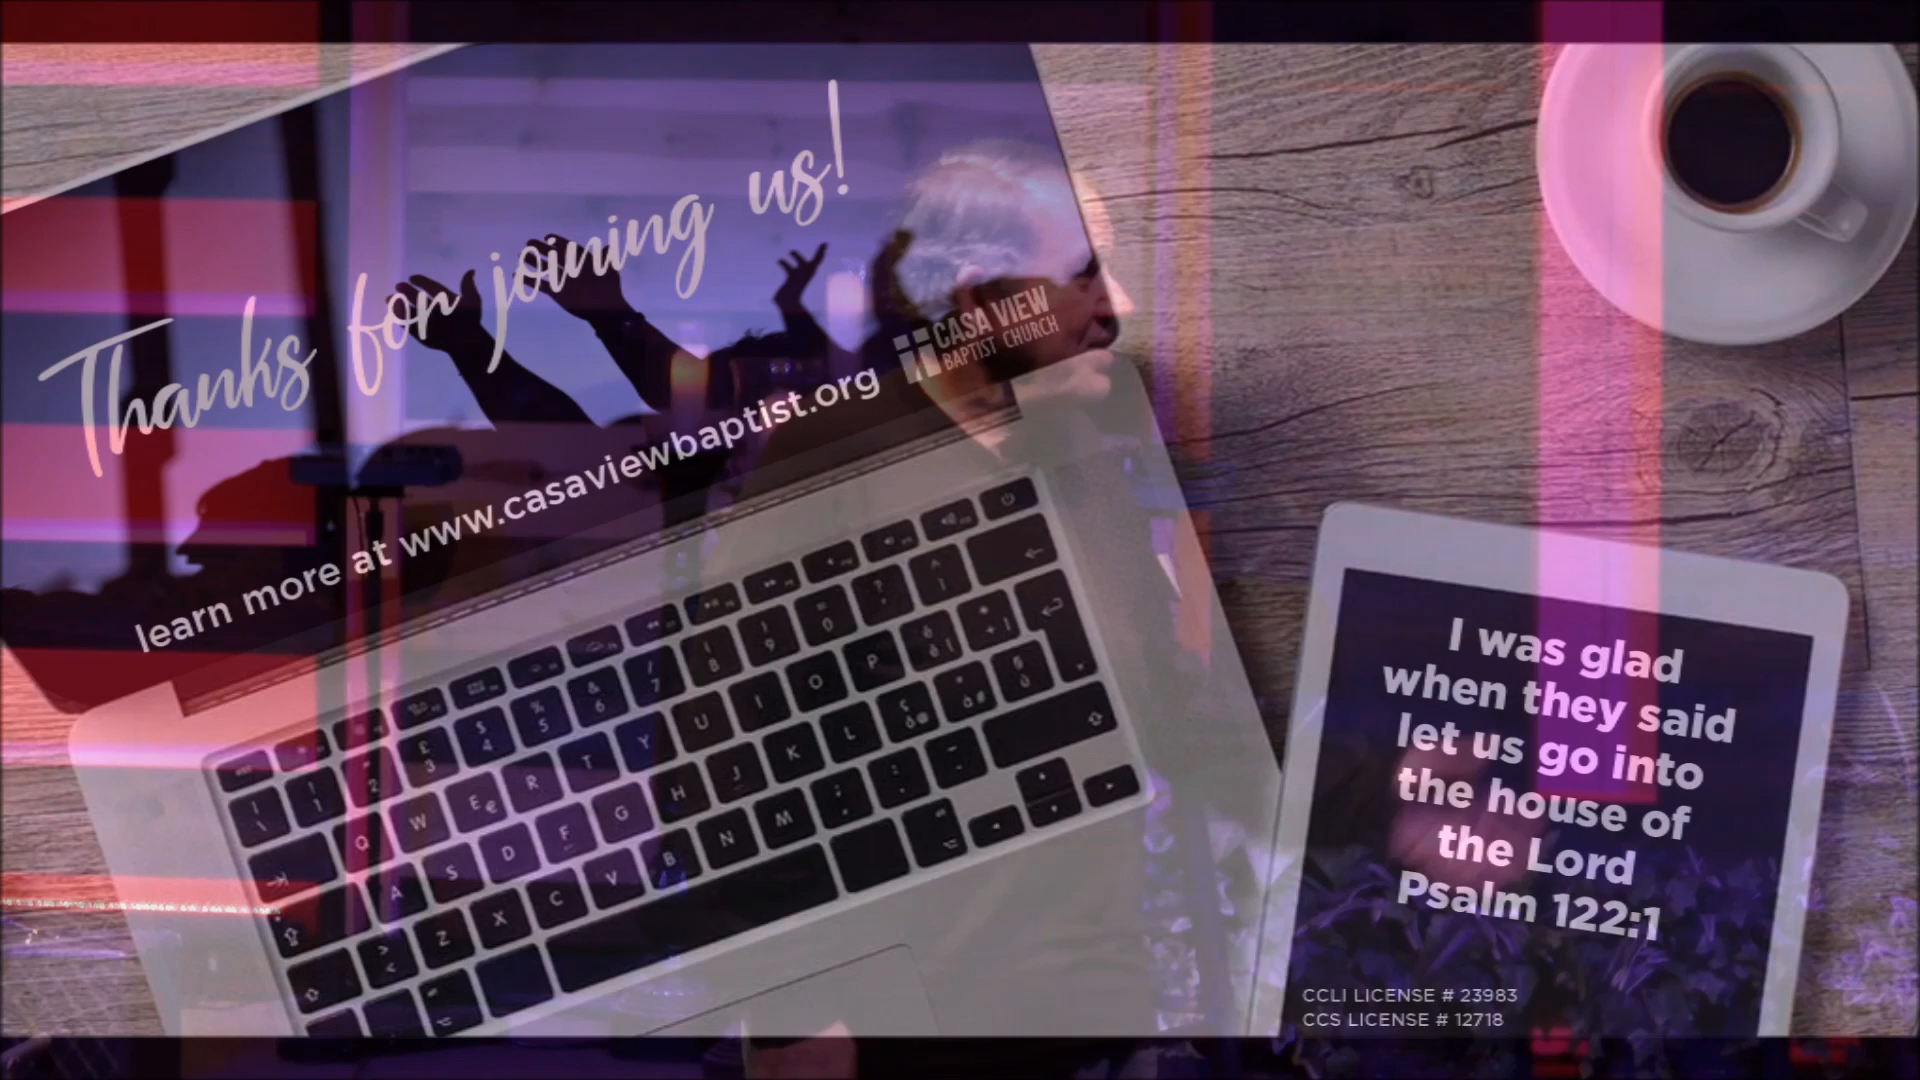 Thanks for joining us!
CASA VIEW
BAPTIST CHURCH
learn more at www.casaviewbaptist.org
I was glad
when they said
let us go into
the house of
the Lord
Psalm 122:1
CCLI LICENSE # 23983
CCS LICENSE # 12718